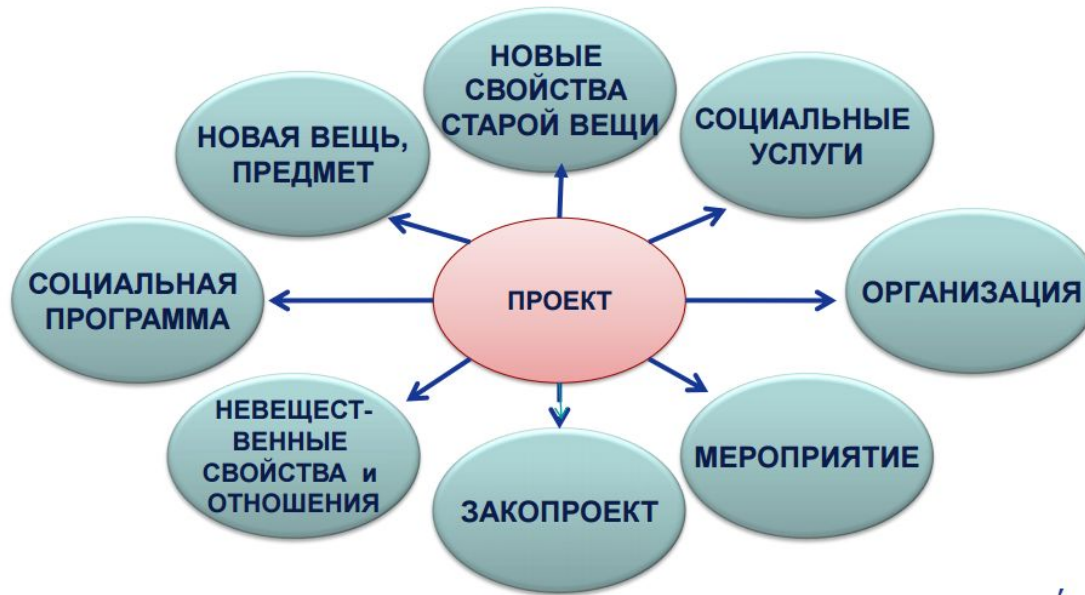 НОВЫЕ
СВОЙСТВА
СТАРОЙ ВЕЩИ
НОВАЯ ВЕЩЬ,
ПРЕДМЕТ
СОЦИАЛЬНЫЕ
УСЛУГИ
СОЦИАЛЬНАЯ
ПРОГРАММА
ПРОЕКТ
ОРГАНИЗАЦИЯ
НЕВЕЩЕСТ-
ВЕННЫЕ
СВОЙСТВА и
ОТНОШЕНИЯ
ЗАКОПРОЕКТ
МЕРОПРИЯТИЕ